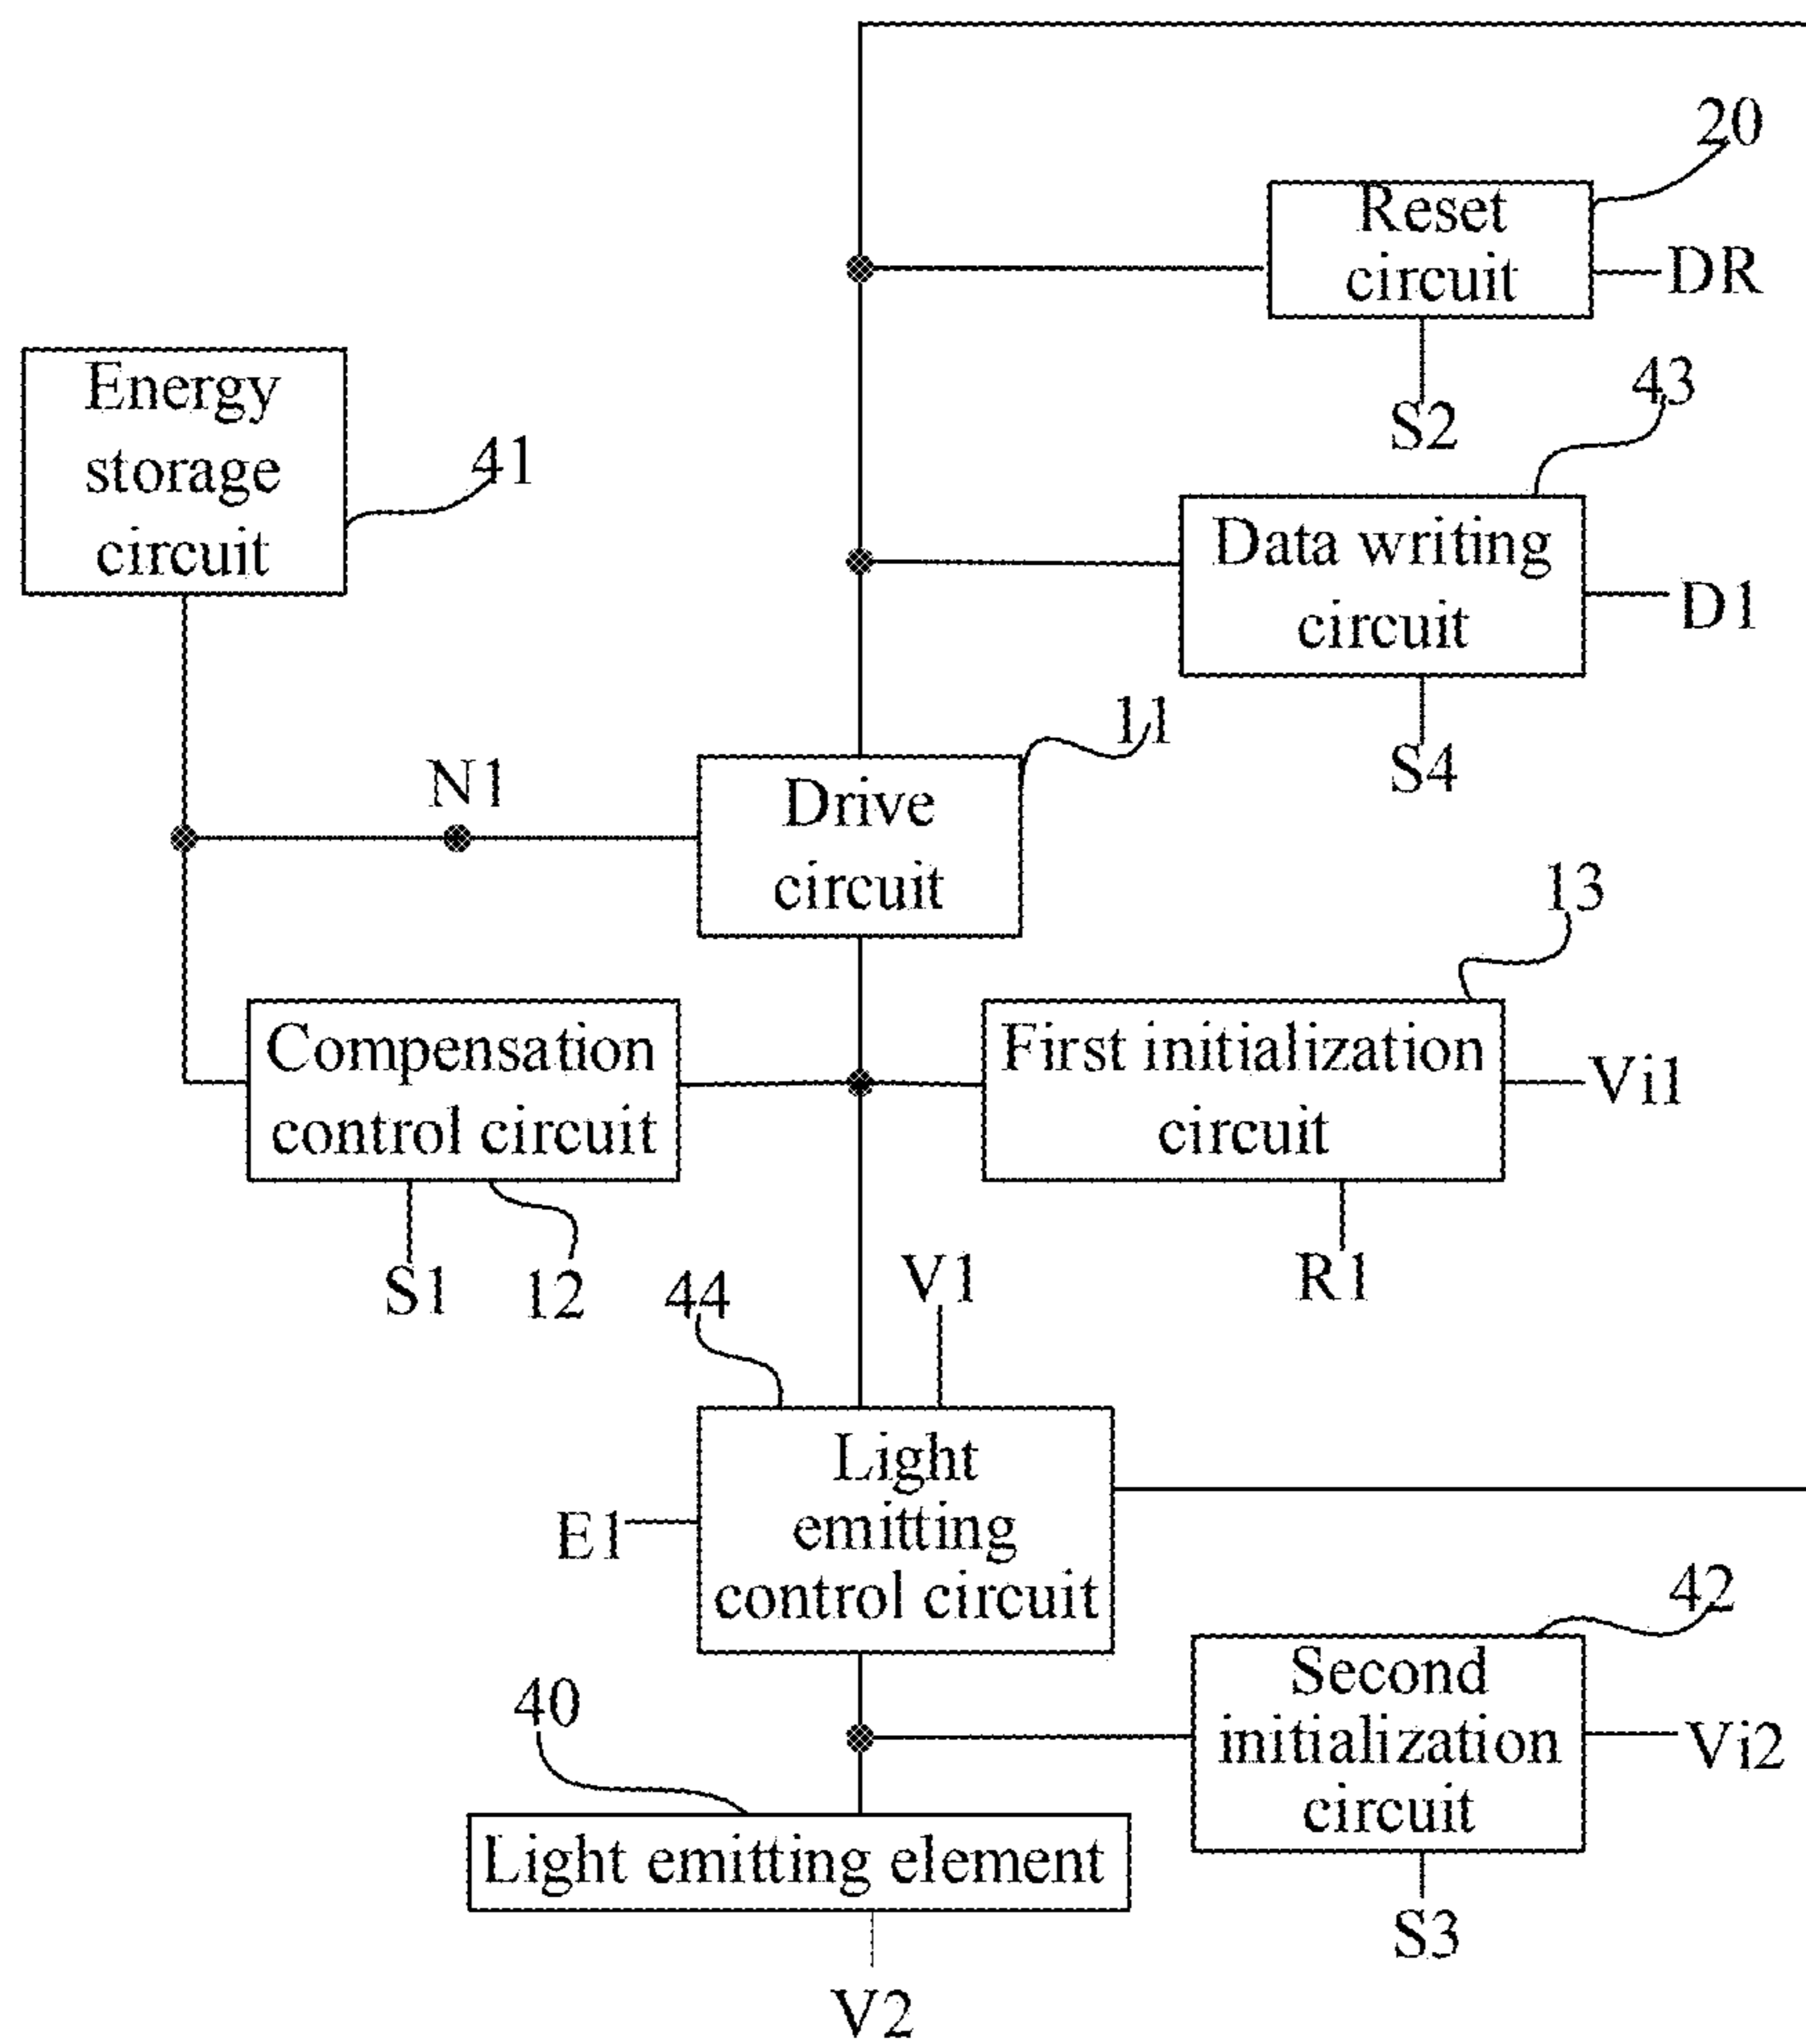 20
Reset
circuit
DR
S2
Energy
storage
circuit
41
43
Data writing
circuit
D1
S4
11
N1
Drive
circuit
13
Compensation
control circuit
First initialization
circuit
Vi1
S1
12
R1
44
V1
Light
emitting
control circuit
E1
42
Second
initialization
circuit
Vi2
40
Light emitting element
S3
V2